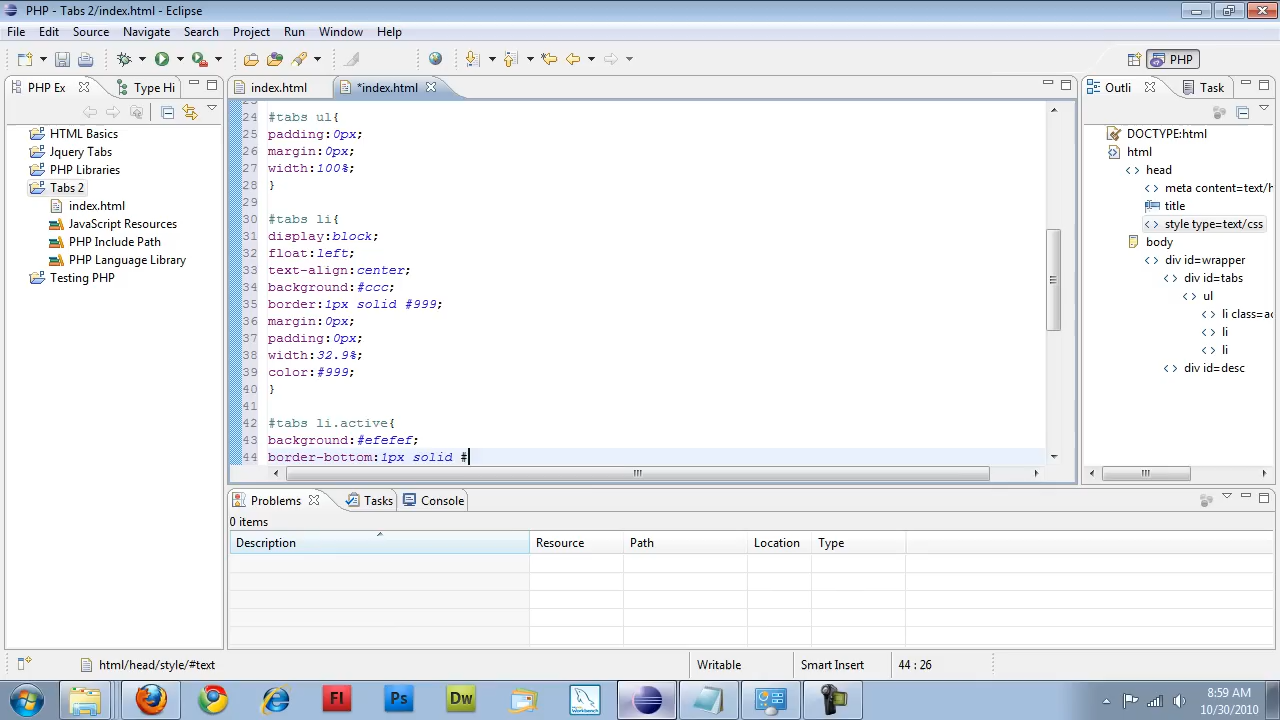 PHP - Tabs 2/index.html - Eclipse
File Edit Source Navigate Search Project Run Window Help
PHP
PHP Ex
Type Hi
index.html
*index.html
Outli
Task
HTML Basics
Jquery Tabs
PHP Libraries
Tabs 2
index.html
JavaScript Resources
PHP Include Path
PHP Language Library
Testing PHP
24 #tabs ul{
25 padding:0px;
26 margin:0px;
27 width:100%;
28 }
29
30 #tabs li{
31 display:block;
32 float:left;
33 text-align:center;
34 background:#ccc;
35 border:1px solid #999;
36 margin:0px;
37 padding:0px;
38 width:32.9%;
39 color:#999;
40 }
41
42 #tabs li.active{
43 background:#efefef;
44 border-bottom:1px solid #
DOCTYPE:html
html
head
meta content=text/h
title
style type=text/css
body
div id=wrapper
div id=tabs
ul
li class=ac
li
li
div id=desc
Problems
Tasks
Console
0 items
Description Resource Path Location Type
html/head/style/#text
Writable
Smart Insert
44 : 26
Fl
Ps
Dw
8:59 AM
10/30/2010